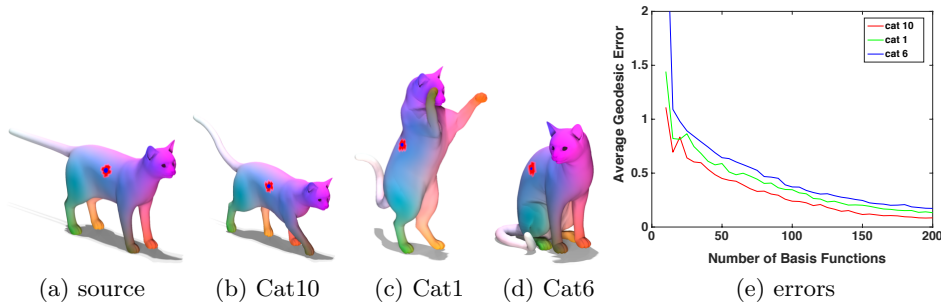 2
1.5
1
0.5
0
0 50 100 150 200
Average Geodesic Error
Number of Basis Functions
cat 10
cat 1
cat 6
(a) source (b) Cat10 (c) Cat1 (d) Cat6 (e) errors